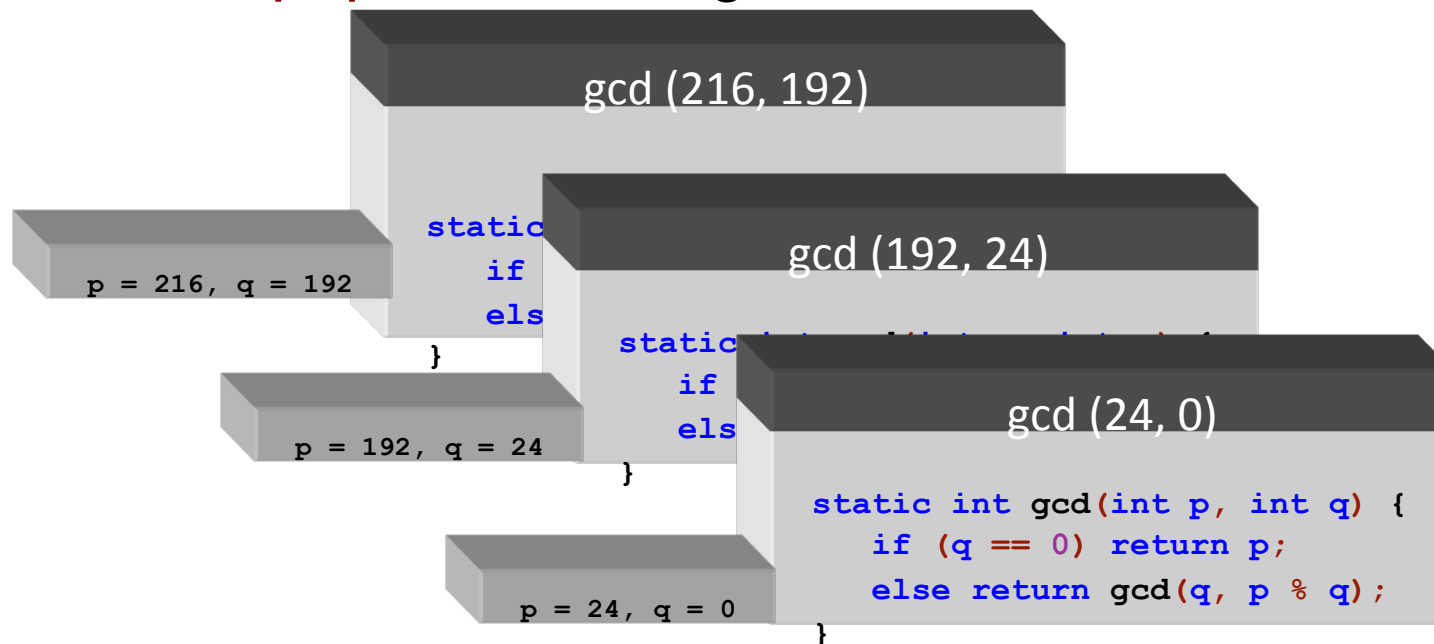 gcd (216, 192)
static
if
els
}
p = 216, q = 192
gcd (192, 24)
static
if
els
}
p = 192, q = 24
gcd (24, 0)
static int gcd(int p, int q) {
if (q == 0) return p;
else return gcd(q, p % q);
}
p = 24, q = 0